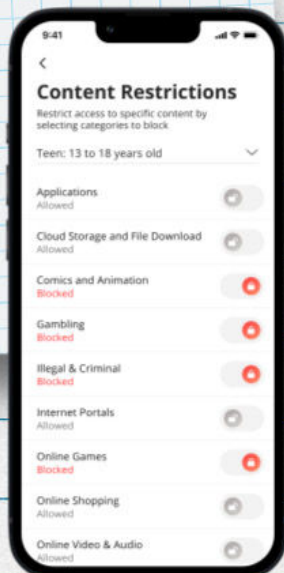 9:41
Content Restrictions
Restrict access to specific content by
selecting categories to block
Teen: 13 to 18 years old
Applications
Allowed
Cloud Storage and File Download
Allowed
Comics and Animation
Blocked
Gambling
Blocked
Illegal & Criminal
Blocked
Internet Portals
Allowed
Online Games
Blocked
Online Shopping
Allowed
Online Video & Audio
Allowed